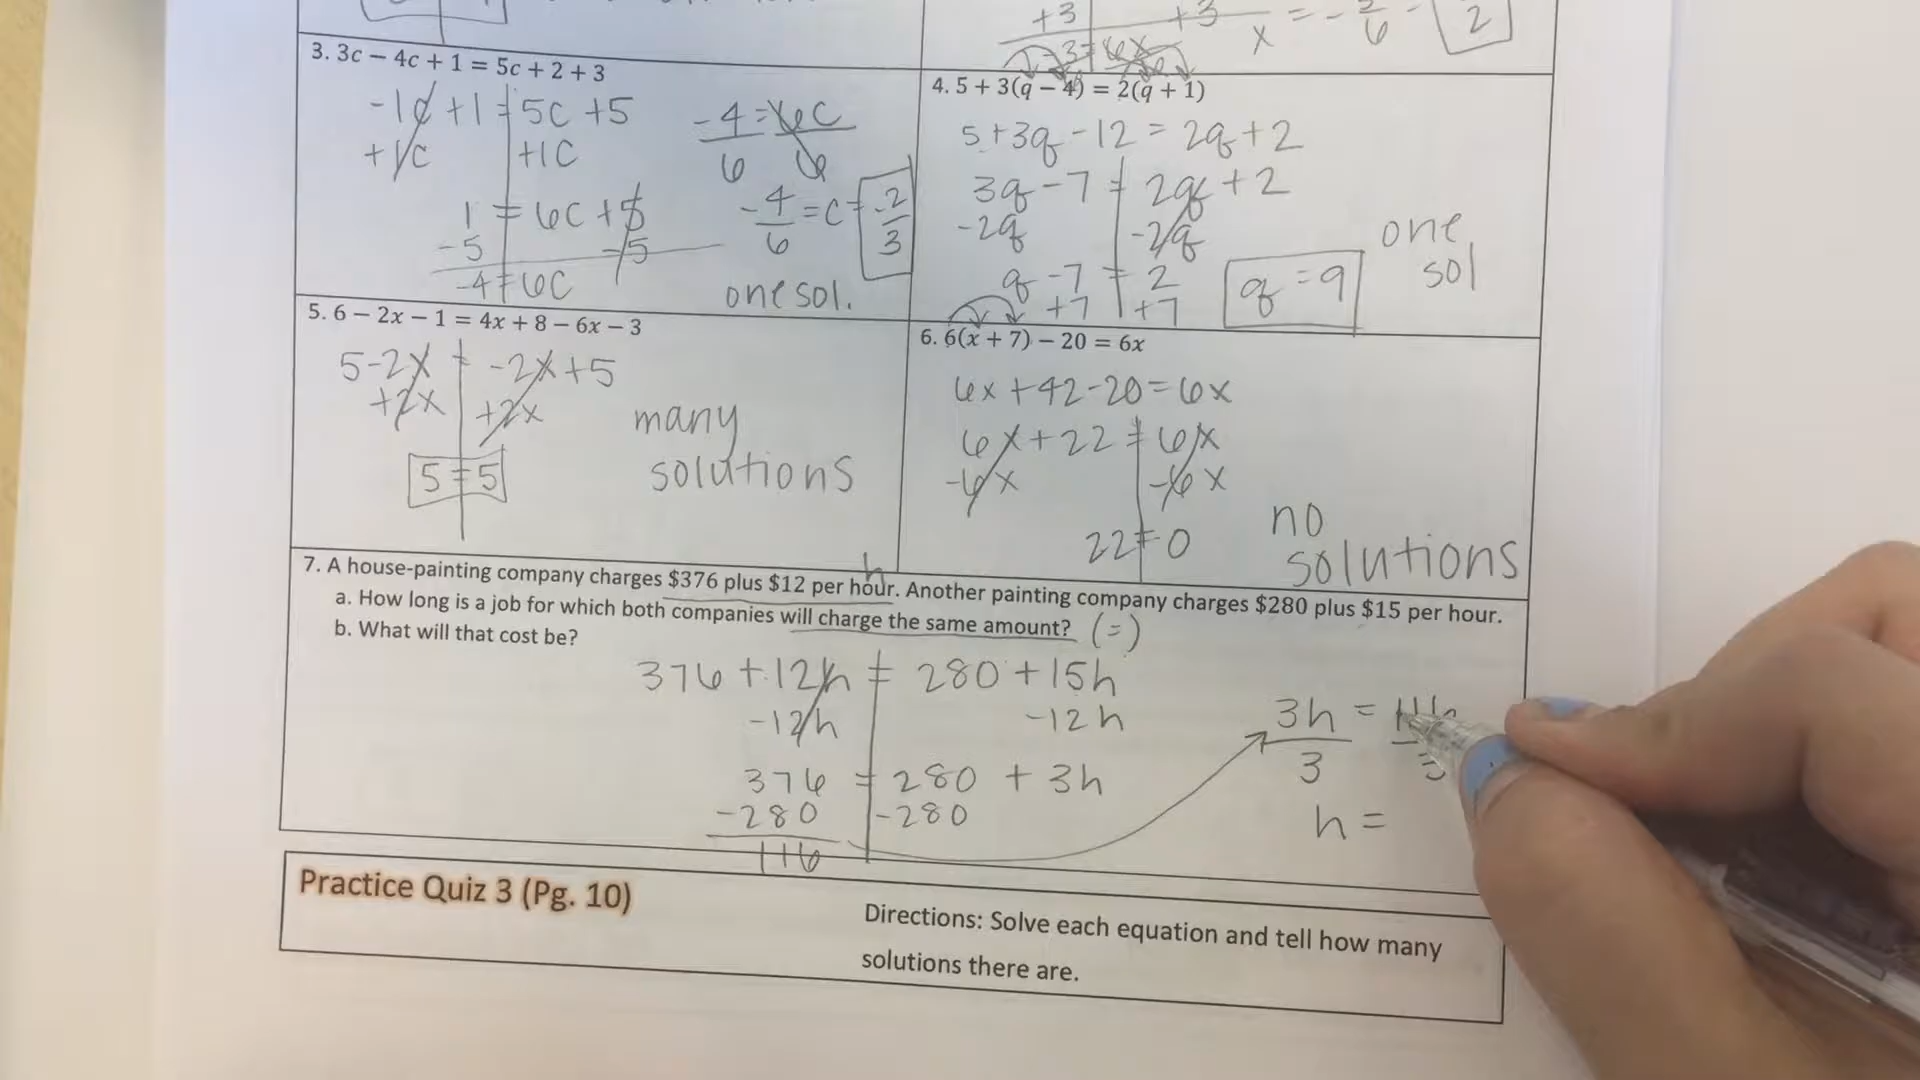 +3 +3
-3 = 6x x = -
6
2
3. 3c − 4c + 1 = 5c + 2 + 3
-1c + 1 = 5c + 5
+1c +1c
1 = 6c + 5
-5 -5
-4 = 6c
-4 = 6c
6 6
-4 = c = -2
6 3
one sol.
4. 5 + 3(q − 4) = 2(q + 1)
5 + 3q - 12 = 2q + 2
3q - 7 = 2q + 2
-2q -2q
q - 7 = 2
+7 +7
q = 9
one
sol
5. 6 − 2x − 1 = 4x + 8 − 6x − 3
5 - 2x = -2x + 5
+2x +2x
5 = 5
many
solutions
6. 6(x + 7) − 20 = 6x
6x + 42 - 20 = 6x
6x + 22 = 6x
-6x -6x
22 = 0
no
solutions
h
7. A house-painting company charges $376 plus $12 per hour. Another painting company charges $280 plus $15 per hour.
a. How long is a job for which both companies will charge the same amount? (=)
b. What will that cost be?
376 + 12h = 280 + 15h
-12h -12h
376 = 280 + 3h
-280 -280
116
3h =
3 3
h =
Practice Quiz 3 (Pg. 10)
Directions: Solve each equation and tell how many
solutions there are.